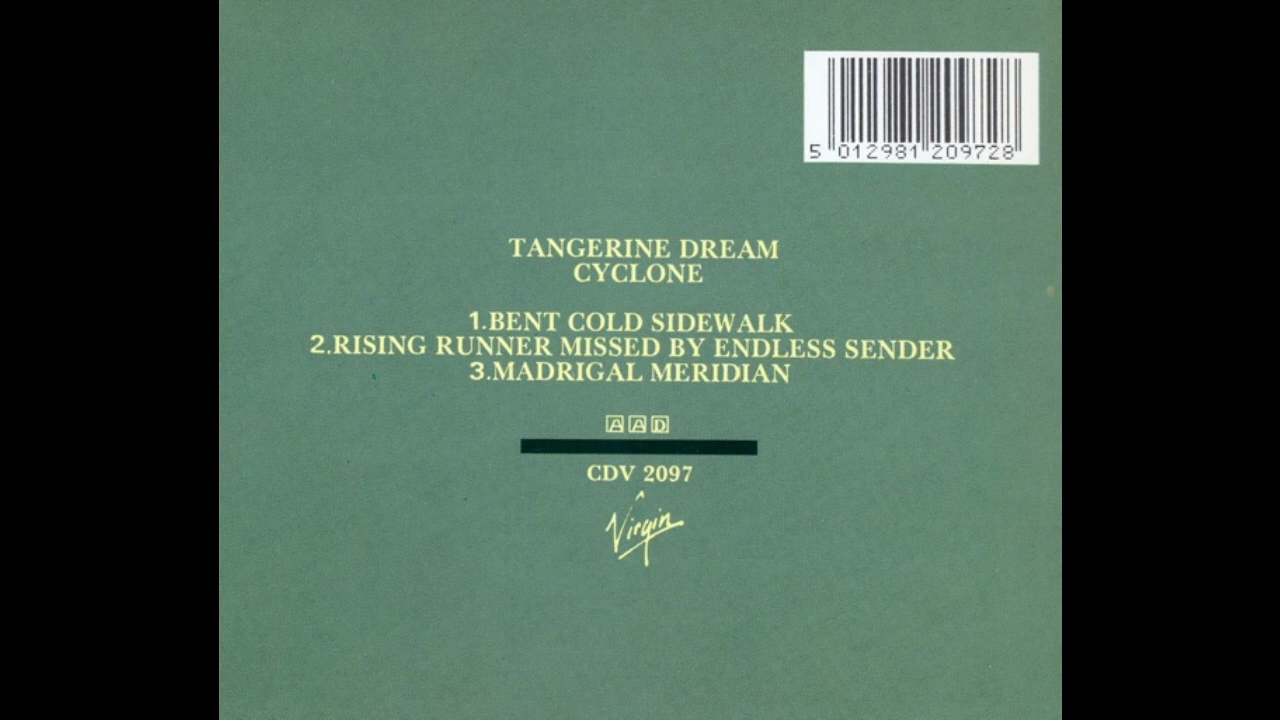 5 012981 209728
TANGERINE DREAM
CYCLONE
1.BENT COLD SIDEWALK
2.RISING RUNNER MISSED BY ENDLESS SENDER
3.MADRIGAL MERIDIAN
AAD
CDV 2097
Virgin